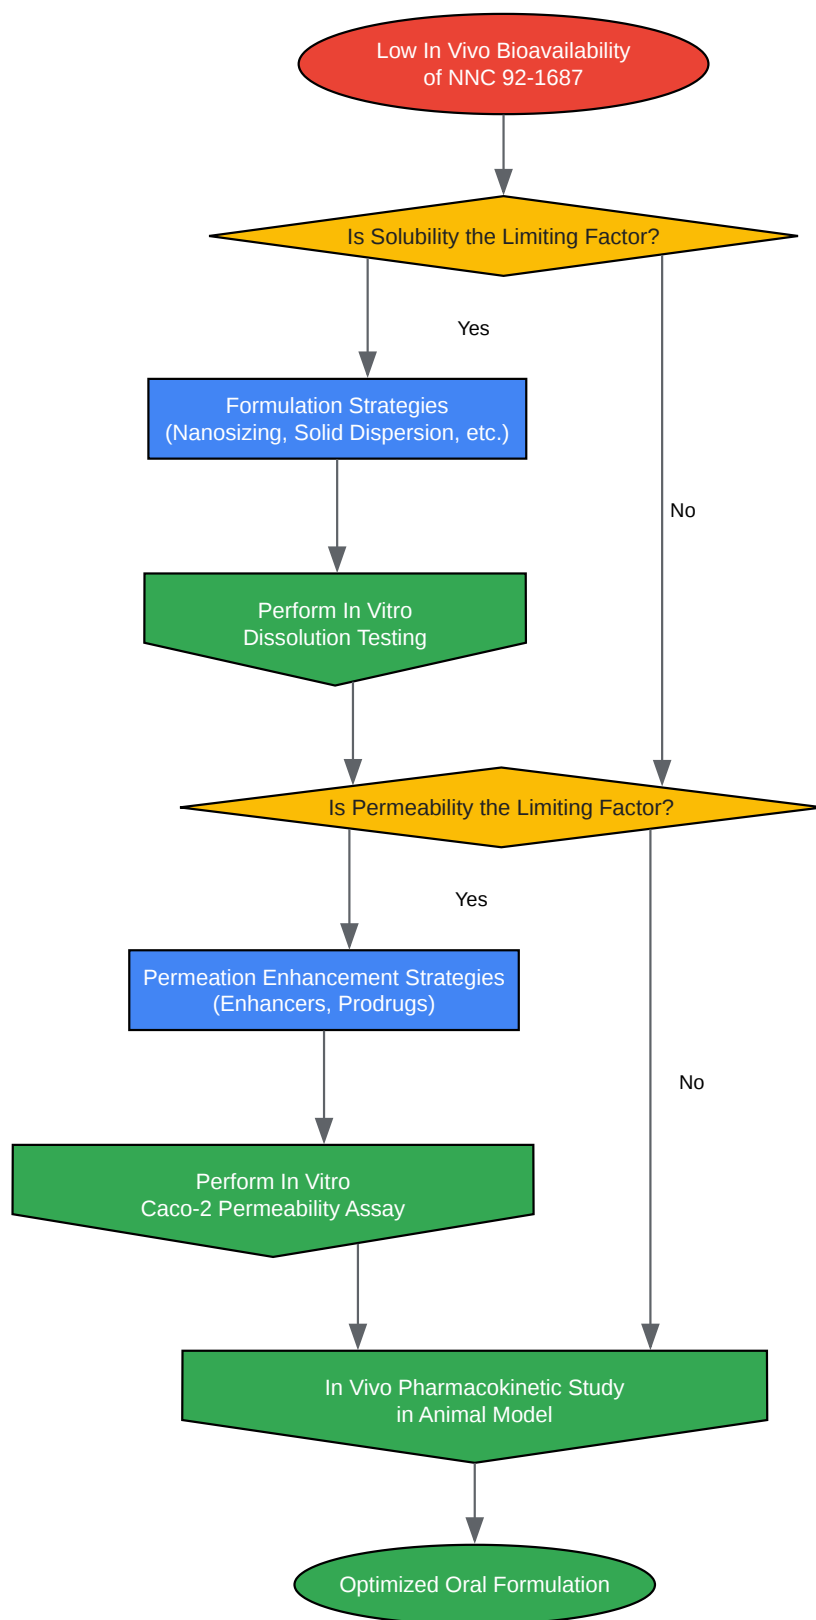 Low In Vivo Bioavailability
of NNC 92-1687
Is Solubility the Limiting Factor?
Yes
Formulation Strategies
(Nanosizing, Solid Dispersion, etc.)
No
Perform In Vitro
Dissolution Testing
Is Permeability the Limiting Factor?
Yes
Permeation Enhancement Strategies
(Enhancers, Prodrugs)
No
Perform In Vitro
Caco-2 Permeability Assay
In Vivo Pharmacokinetic Study
in Animal Model
Optimized Oral Formulation